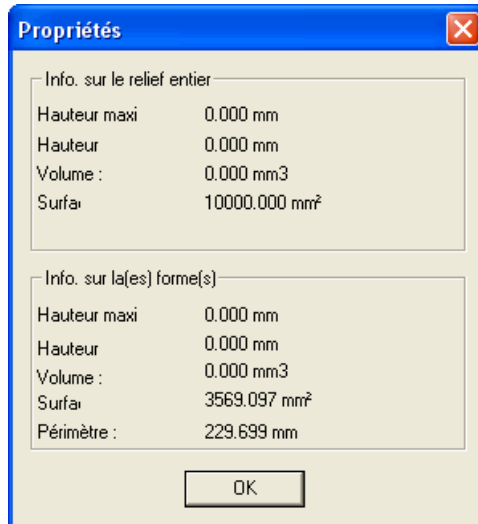 Propriétés
Info. sur le relief entier
Hauteur maxi 0.000 mm
Hauteur 0.000 mm
Volume : 0.000 mm3
Surfa 10000.000 mm²
Info. sur la(es) forme(s)
Hauteur maxi 0.000 mm
Hauteur 0.000 mm
Volume : 0.000 mm3
Surfa 3569.097 mm²
Périmètre : 229.699 mm
OK